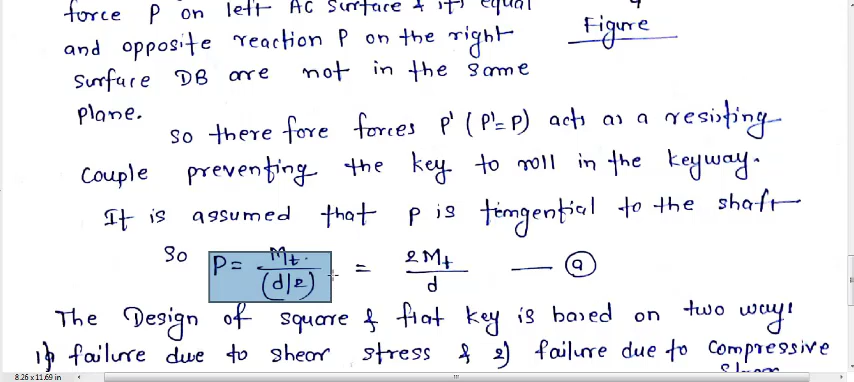 force P on left AC Surface & it's equal
and opposite reaction P on the right
Surface DB are not in the same
plane.
Figure
So there fore forces P' (P'=P) acts as a resisting
Couple preventing the key to roll in the keyway.
It is assumed that P is tengential to the shaft
So P = Mt / (d/2) = 2Mt / d — (a)
The Design of square & flat key is based on two ways
1) failure due to shear stress & 2) failure due to Compressive
8.26 x 11.69 in